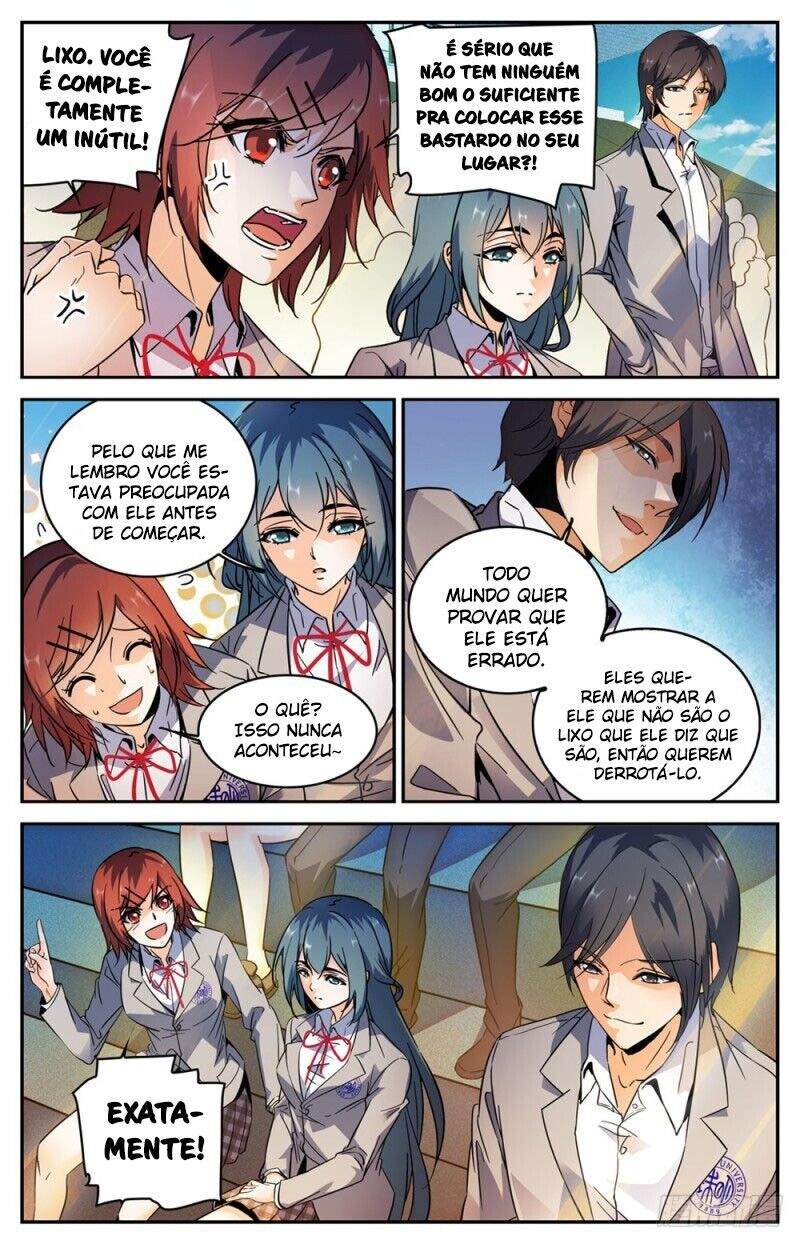 LIXO. VOCÊ
É COMPLE-
TAMENTE
UM INÚTIL!
É SÉRIO QUE
NÃO TEM NINGUÉM
BOM O SUFICIENTE
PRA COLOCAR ESSE
BASTARDO NO SEU
LUGAR?!
PELO QUE ME
LEMBRO VOCÊ ES-
TAVA PREOCUPADA
COM ELE ANTES
DE COMEÇAR.
O QUÊ?
ISSO NUNCA
ACONTECEU~
TODO
MUNDO QUER
PROVAR QUE
ELE ESTÁ
ERRADO.
ELES QUE-
REM MOSTRAR A
ELE QUE NÃO SÃO O
LIXO QUE ELE DIZ QUE
SÃO, ENTÃO QUEREM
DERROTÁ-LO.
EXATA-
MENTE!